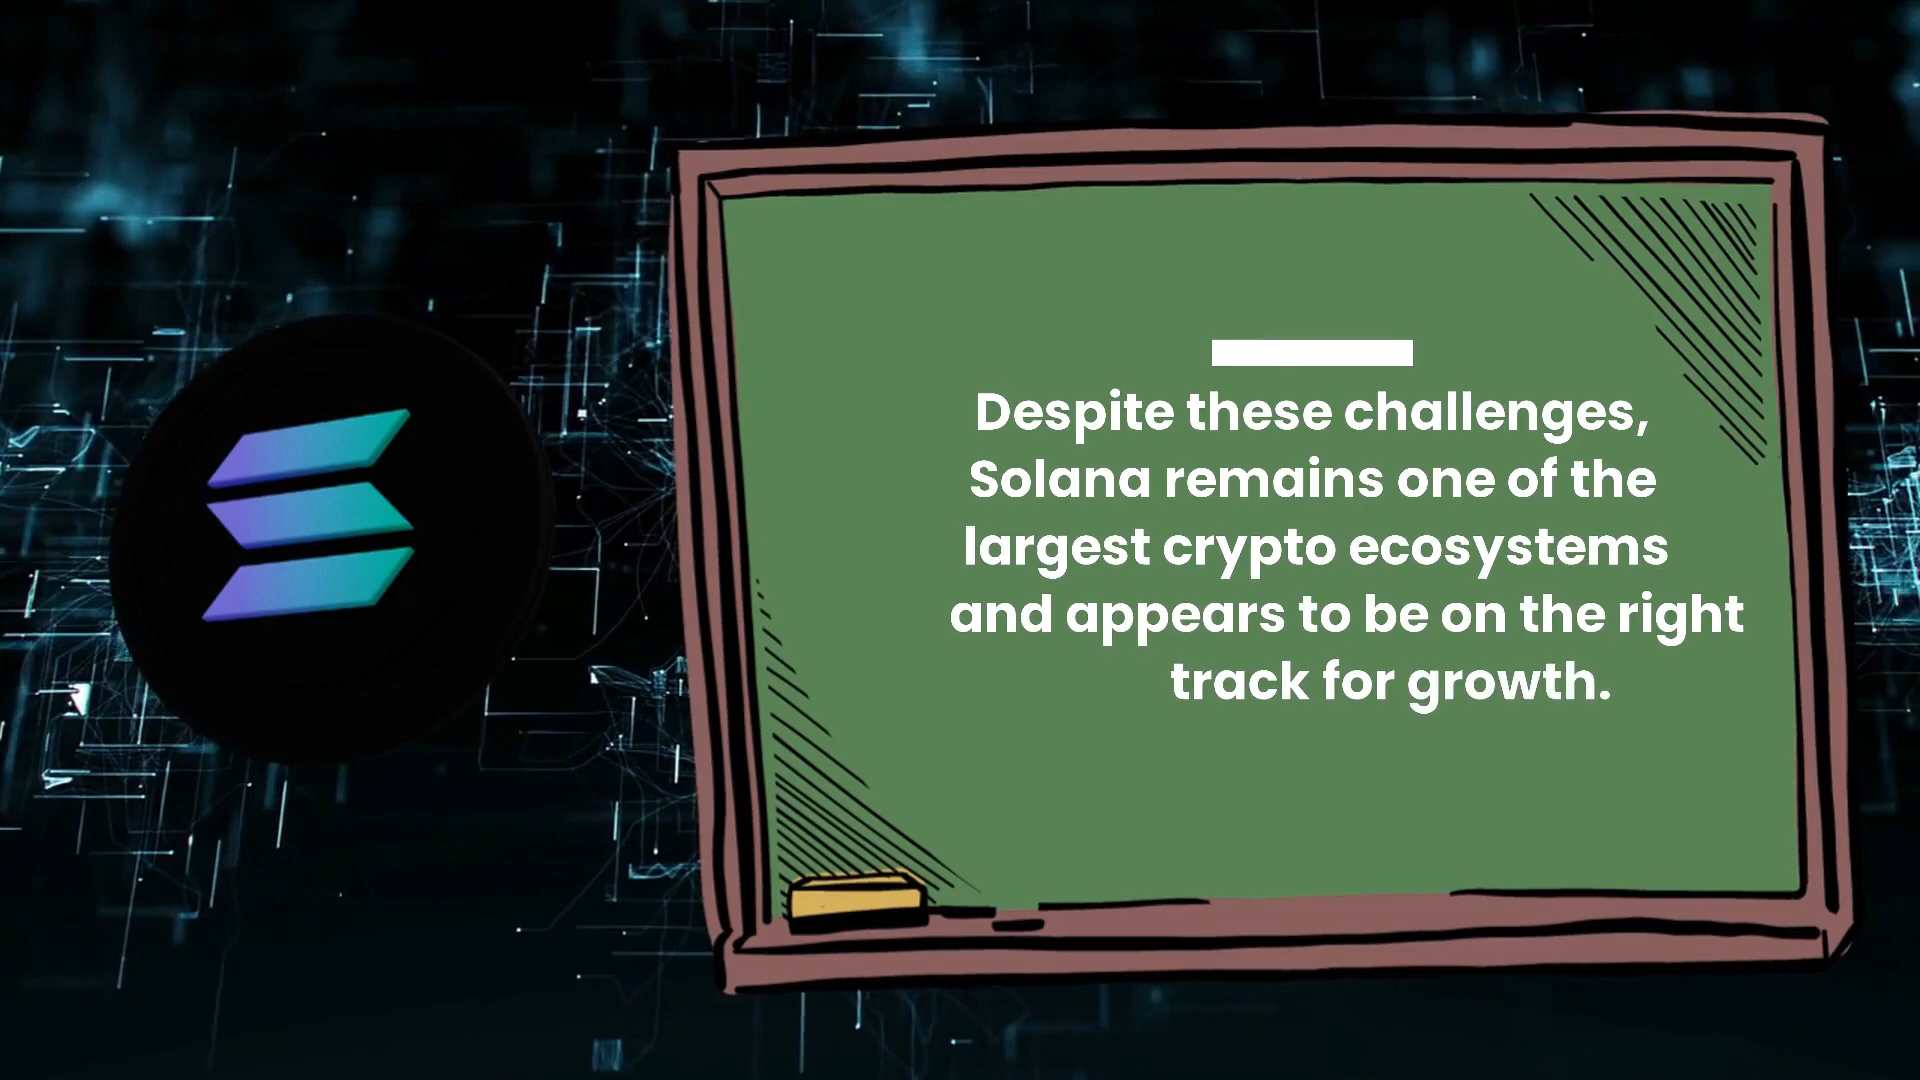 Despite these challenges,
Solana remains one of the
largest crypto ecosystems
and appears to be on the right
track for growth.